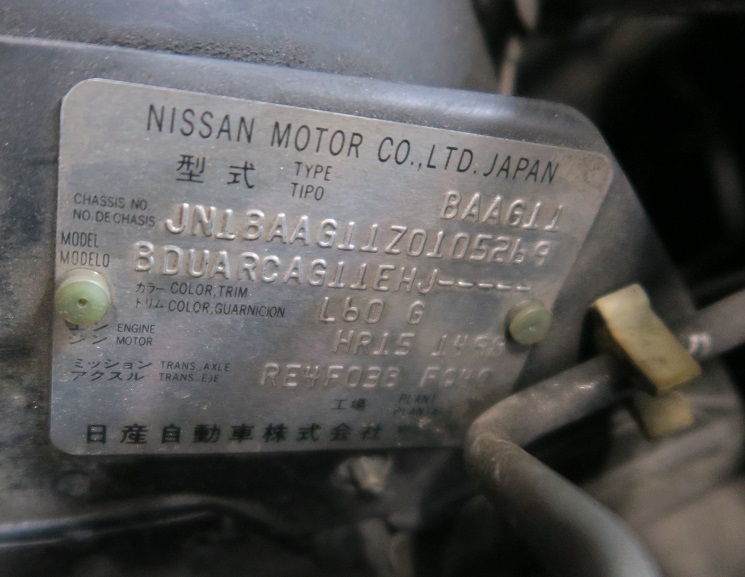 NISSAN MOTOR CO.,LTD. JAPAN
型式 TYPE TIPO BAAG11
CHASSIS NO. NO. DE CHASIS JN1BAAG11Z0105269
MODEL MODELO BDUARCAG11EHJ-----
カラー COLOR,TRIM
トリム COLOR,GUARNICION L60 G
ENGINE MOTOR HR15
ミッション TRANS. AXLE
アクスル TRANS. EJE RE4F03B
工場 PLANT
日産自動車株式会社